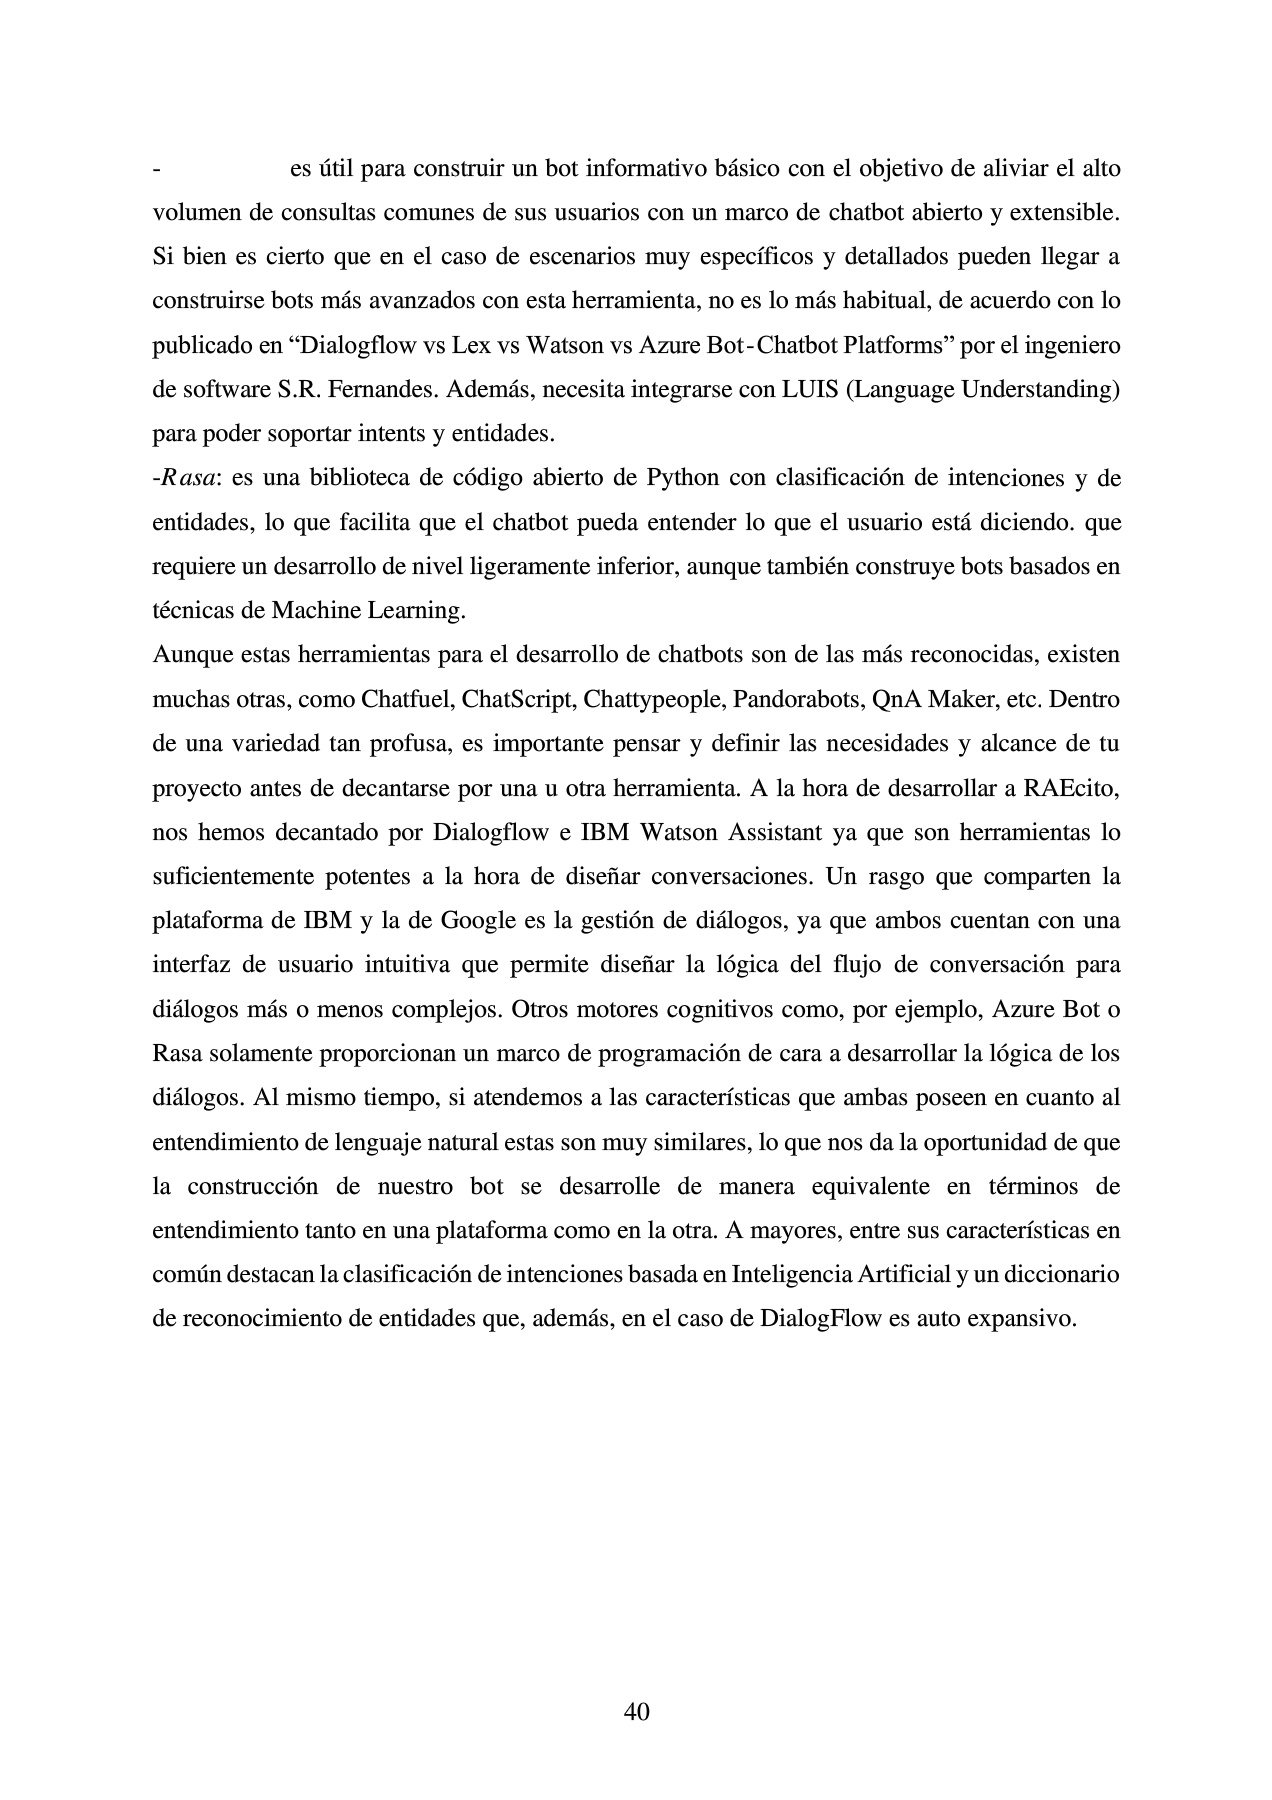 - es útil para construir un bot informativo básico con el objetivo de aliviar el alto
volumen de consultas comunes de sus usuarios con un marco de chatbot abierto y extensible.
Si bien es cierto que en el caso de escenarios muy específicos y detallados pueden llegar a
construirse bots más avanzados con esta herramienta, no es lo más habitual, de acuerdo con lo
publicado en “Dialogflow vs Lex vs Watson vs Azure Bot-Chatbot Platforms” por el ingeniero
de software S.R. Fernandes. Además, necesita integrarse con LUIS (Language Understanding)
para poder soportar intents y entidades.
-Rasa: es una biblioteca de código abierto de Python con clasificación de intenciones y de
entidades, lo que facilita que el chatbot pueda entender lo que el usuario está diciendo. que
requiere un desarrollo de nivel ligeramente inferior, aunque también construye bots basados en
técnicas de Machine Learning.
Aunque estas herramientas para el desarrollo de chatbots son de las más reconocidas, existen
muchas otras, como Chatfuel, ChatScript, Chattypeople, Pandorabots, QnA Maker, etc. Dentro
de una variedad tan profusa, es importante pensar y definir las necesidades y alcance de tu
proyecto antes de decantarse por una u otra herramienta. A la hora de desarrollar a RAEcito,
nos hemos decantado por Dialogflow e IBM Watson Assistant ya que son herramientas lo
suficientemente potentes a la hora de diseñar conversaciones. Un rasgo que comparten la
plataforma de IBM y la de Google es la gestión de diálogos, ya que ambos cuentan con una
interfaz de usuario intuitiva que permite diseñar la lógica del flujo de conversación para
diálogos más o menos complejos. Otros motores cognitivos como, por ejemplo, Azure Bot o
Rasa solamente proporcionan un marco de programación de cara a desarrollar la lógica de los
diálogos. Al mismo tiempo, si atendemos a las características que ambas poseen en cuanto al
entendimiento de lenguaje natural estas son muy similares, lo que nos da la oportunidad de que
la construcción de nuestro bot se desarrolle de manera equivalente en términos de
entendimiento tanto en una plataforma como en la otra. A mayores, entre sus características en
común destacan la clasificación de intenciones basada en Inteligencia Artificial y un diccionario
de reconocimiento de entidades que, además, en el caso de DialogFlow es auto expansivo.
40